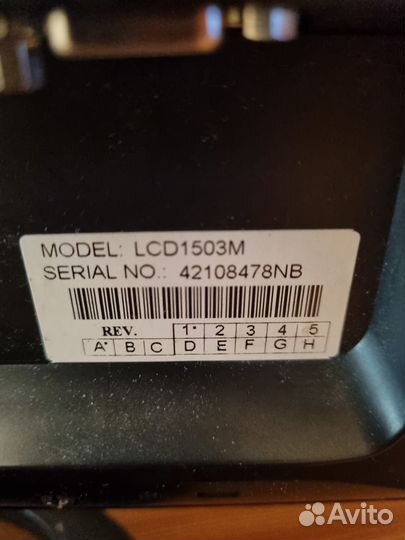 MODEL: LCD1503M
SERIAL NO.: 42108478NB
REV. 1* 2 3 4 5
A* B C D E F G H
Avito